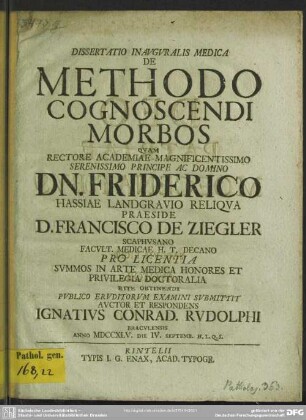 DISSERTATIO INAVGVRALIS MEDICA
DE
METHODO
COGNOSCENDI
MORBOS
QVAM
RECTORE ACADEMIAE MAGNIFICENTISSIMO
SERENISSIMO PRINCIPE AC DOMINO
DN. FRIDERICO
HASSIAE LANDGRAVIO RELIQVA
PRAESIDE
D. FRANCISCO DE ZIEGLER
SCAPHVSANO
FACVLT. MEDICAE H. T. DECANO
PRO LICENTIA
SVMMOS IN ARTE MEDICA HONORES ET
PRIVILEGIA DOCTORALIA
RITE OBTINENDI
PVBLICO ERVDITORVM EXAMINI SVBMITTIT
AVCTOR ET RESPONDENS
IGNATIVS CONRAD. RVDOLPHI
ANNO MDCCXLV. DIE IV. SEPTEMB. H. L. Q. S.
RINTELII
TYPIS I. G. ENAX, ACAD. TYPOGR.
Pathol. gen.
168,22
Patholog. 363.